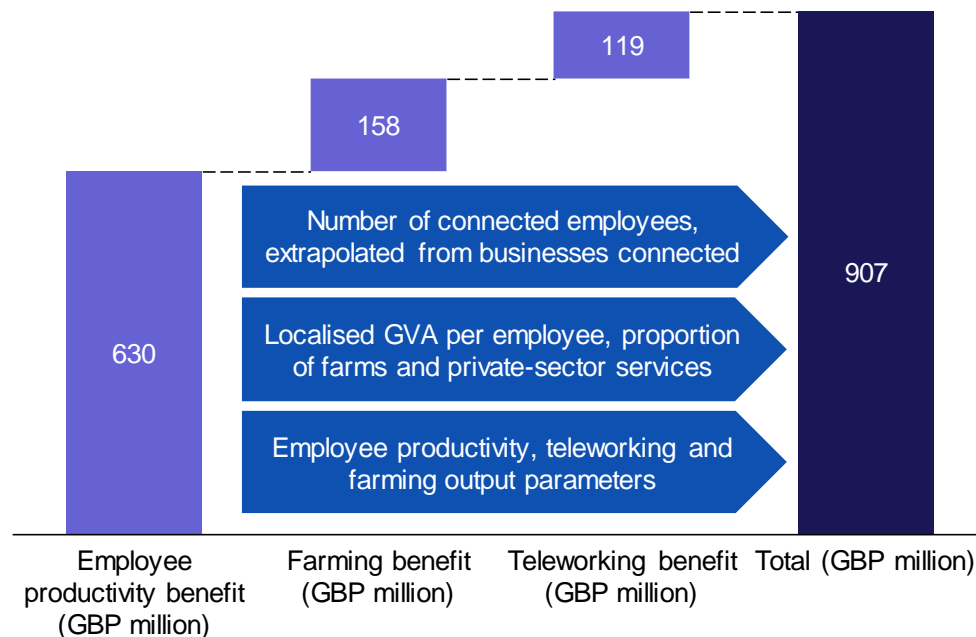 119
158
Number of connected employees,
extrapolated from businesses connected
907
Localised GVA per employee, proportion
of farms and private-sector services
630
Employee productivity, teleworking and
farming output parameters
Employee
productivity benefit
(GBP million)
Farming benefit
(GBP million)
Teleworking benefit
(GBP million)
Total (GBP million)